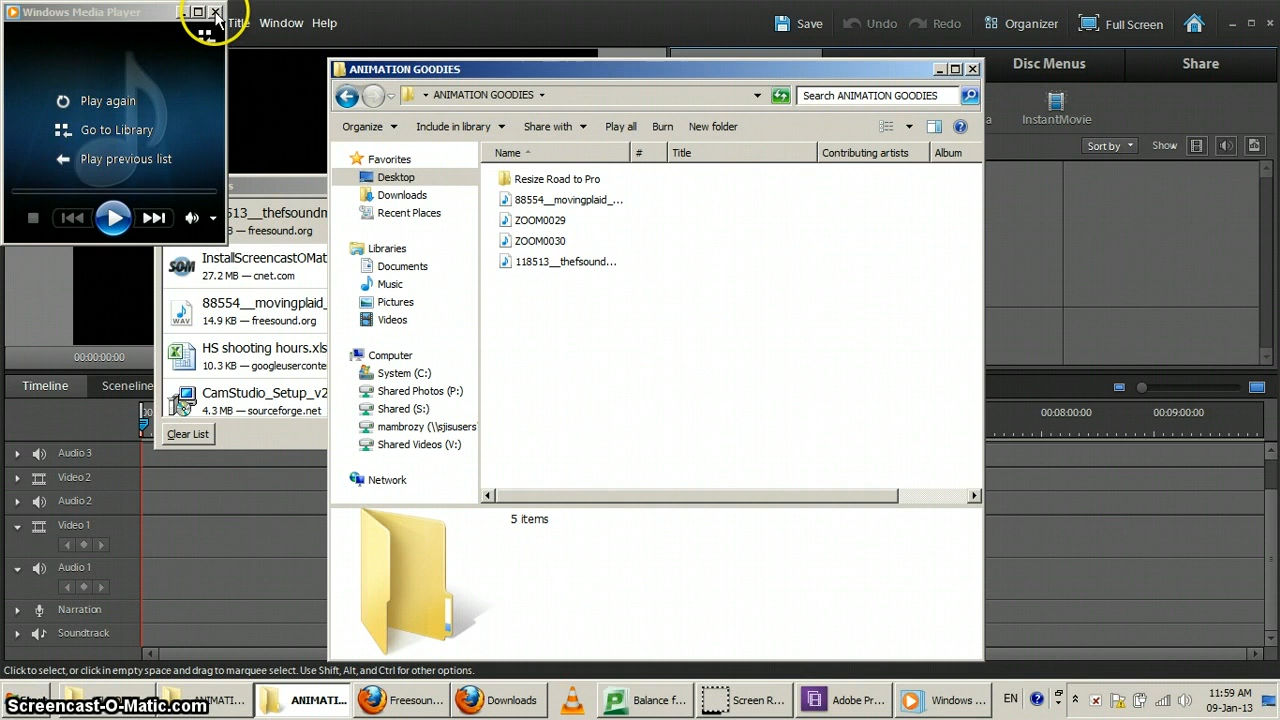 Windows Media Player
Title Window Help
Save Undo Redo Organizer Full Screen
Play again
Go to Library
Play previous list
Disc Menus Share
InstantMovie
Sort by Show
ANIMATION GOODIES
ANIMATION GOODIES
Search ANIMATION GOODIES
Organize Include in library Share with Play all Burn New folder
Name # Title Contributing artists Album
Favorites
Desktop
Downloads
Recent Places
Libraries
Documents
Music
Pictures
Videos
Computer
System (C:)
Shared Photos (P:)
Shared (S:)
mambrozy (\\sjisusers
Shared Videos (V:)
Network
Resize Road to Pro
88554__movingplaid_...
ZOOM0029
ZOOM0030
118513__thefsound...
5 items
freesound.org
InstallScreencastOMat
27.2 MB — cnet.com
88554__movingplaid_
14.9 KB — freesound.org
HS shooting hours.xls
10.3 KB — googleuserconte
CamStudio_Setup_v2
4.3 MB — sourceforge.net
Clear List
00:00:00:00
Timeline Sceneline
00:08:00:00 00:09:00:00
Audio 3
Video 2
Audio 2
Video 1
Audio 1
Narration
Soundtrack
Click to select, or click in empty space and drag to marquee select. Use Shift, Alt, and Ctrl for other options.
ANIMATI... ANIMATI... Freesoun... Downloads Balance f... Screen R... Adobe Pr... Windows ... EN
11:59 AM
09-Jan-13
Screencast-O-Matic.com